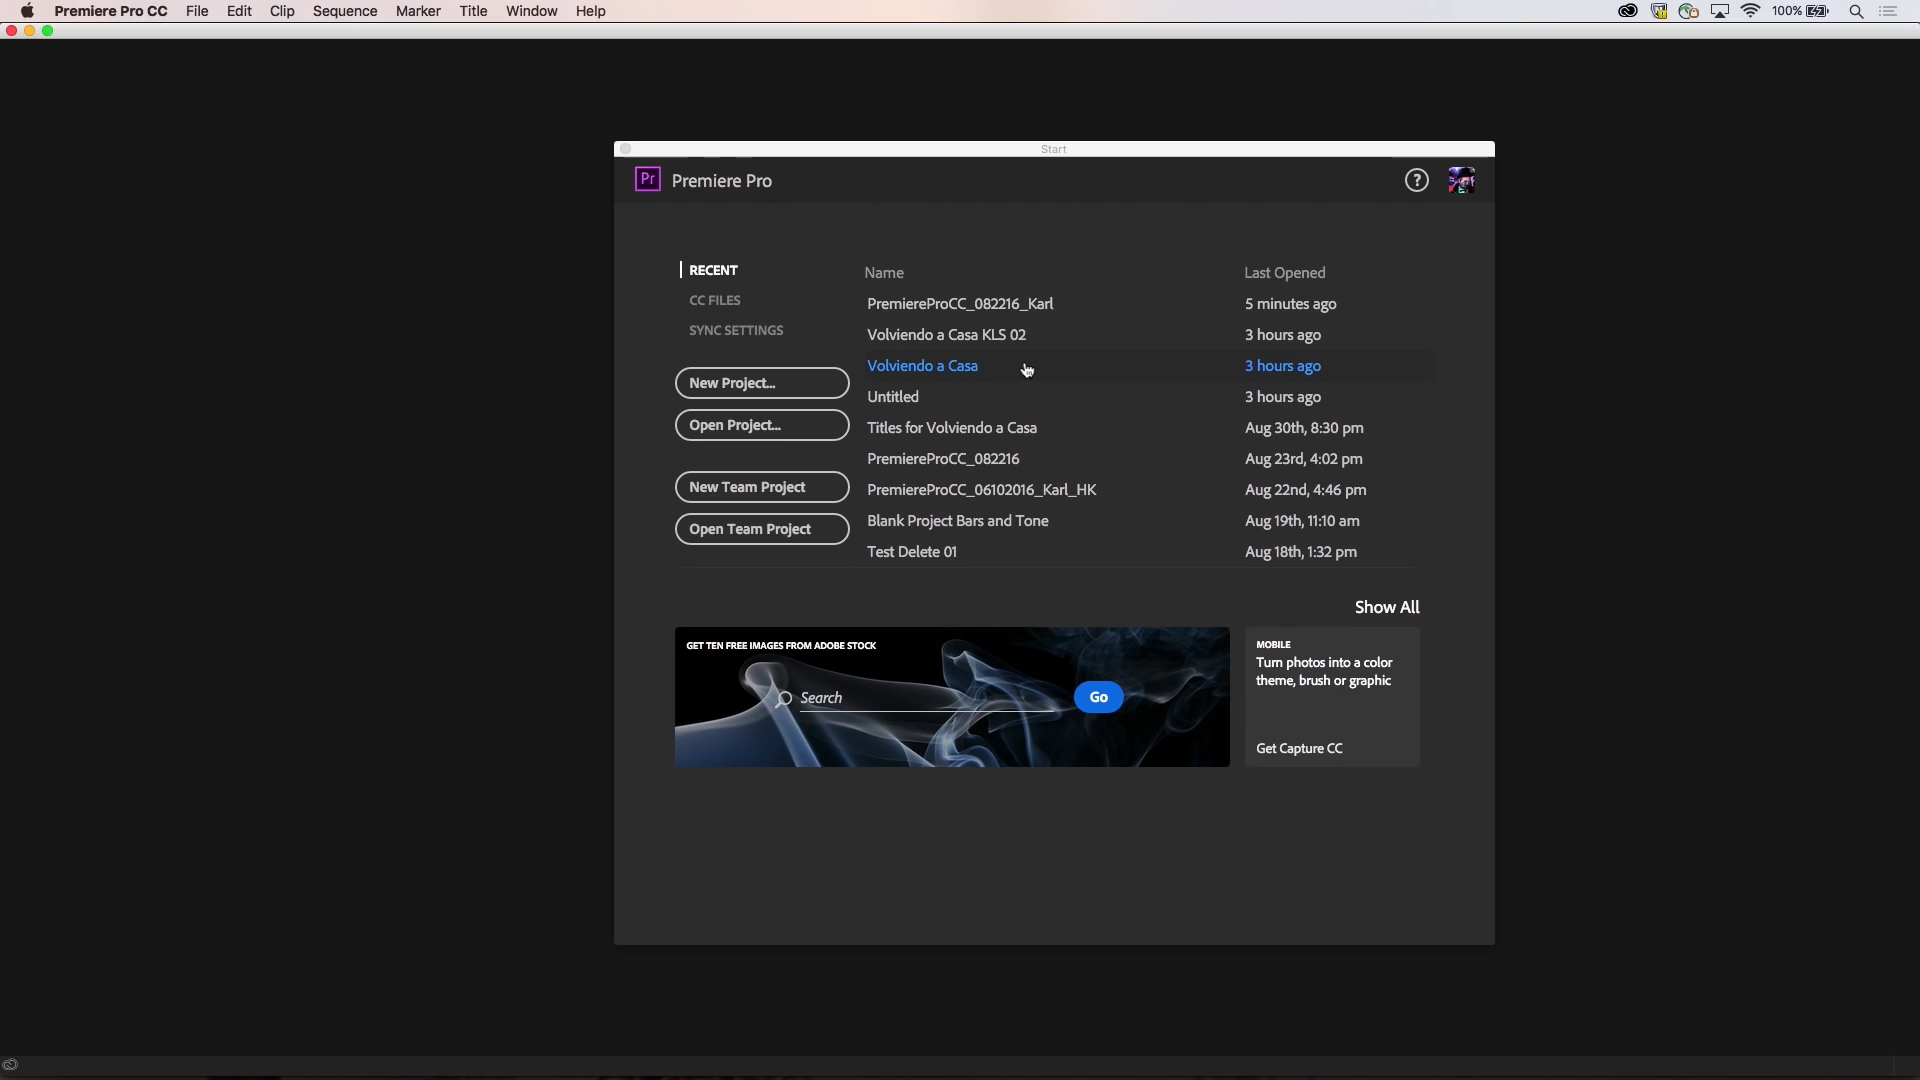 Premiere Pro CC File Edit Clip Sequence Marker Title Window Help 100%
Start
Pr Premiere Pro ?
RECENT
CC FILES
SYNC SETTINGS
New Project...
Open Project...
New Team Project
Open Team Project
Name Last Opened
PremiereProCC_082216_Karl 5 minutes ago
Volviendo a Casa KLS 02 3 hours ago
Volviendo a Casa 3 hours ago
Untitled 3 hours ago
Titles for Volviendo a Casa Aug 30th, 8:30 pm
PremiereProCC_082216 Aug 23rd, 4:02 pm
PremiereProCC_06102016_Karl_HK Aug 22nd, 4:46 pm
Blank Project Bars and Tone Aug 19th, 11:10 am
Test Delete 01 Aug 18th, 1:32 pm
Show All
GET TEN FREE IMAGES FROM ADOBE STOCK
Search Go
MOBILE
Turn photos into a color
theme, brush or graphic
Get Capture CC